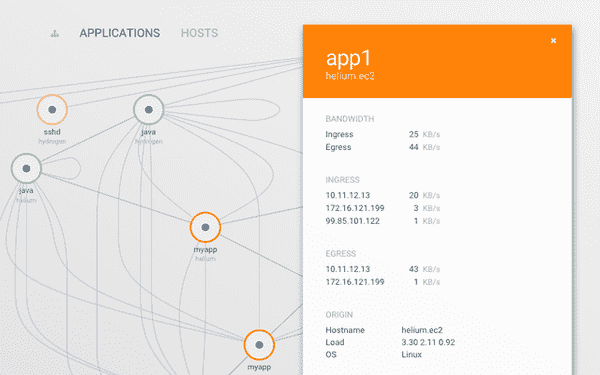 APPLICATIONS HOSTS
sshd
hydrogen
java
hydrogen
java
helium
myapp
helium
myapp
app1
helium.ec2
BANDWIDTH
Ingress 25 KB/s
Egress 44 KB/s
INGRESS
10.11.12.13 20 KB/s
172.16.121.199 3 KB/s
99.85.101.122 1 KB/s
EGRESS
10.11.12.13 43 KB/s
172.16.121.199 1 KB/s
ORIGIN
Hostname helium.ec2
Load 3.30 2.11 0.92
OS Linux